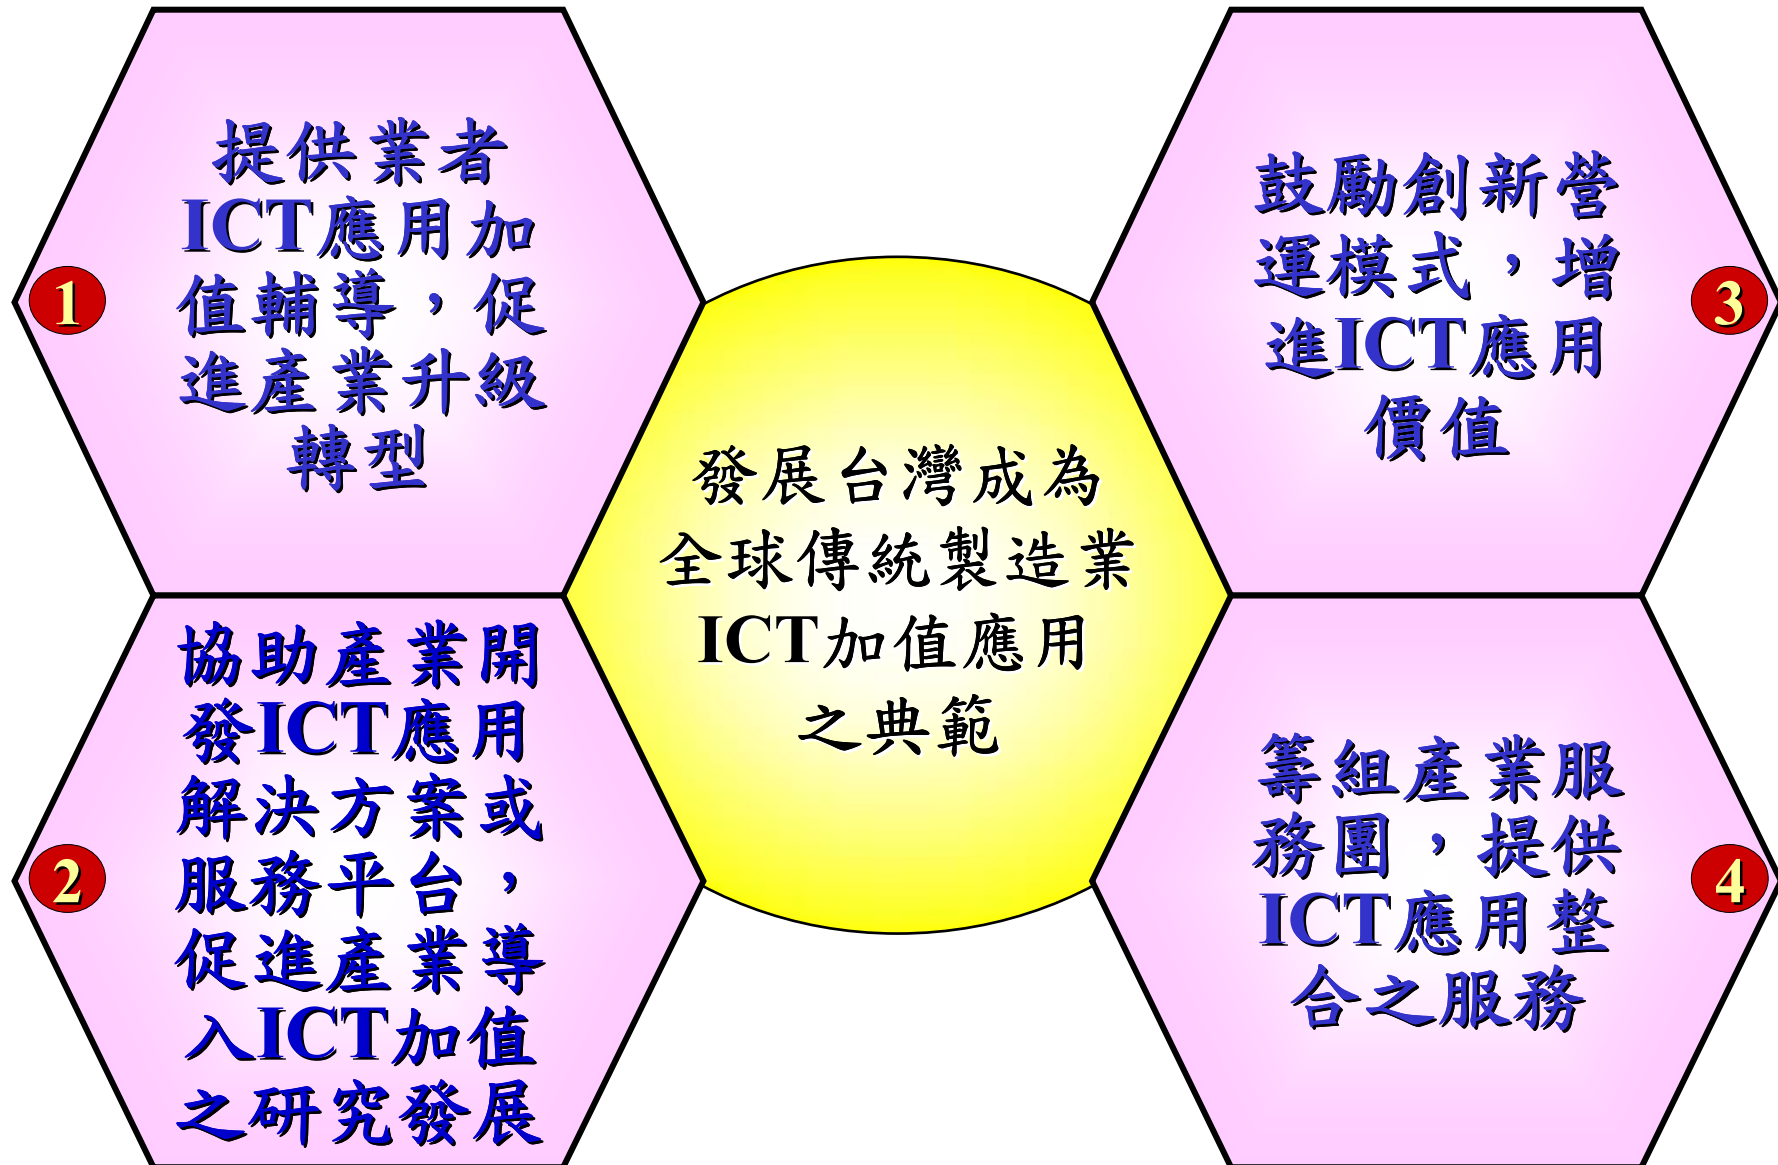 1
提供業者
ICT應用加
值輔導，促
進產業升級
轉型
2
協助產業開
發ICT應用
解決方案或
服務平台，
促進產業導
入ICT加值
之研究發展
發展台灣成為
全球傳統製造業
ICT加值應用
之典範
3
鼓勵創新營
運模式，增
進ICT應用
價值
4
籌組產業服
務團，提供
ICT應用整
合之服務